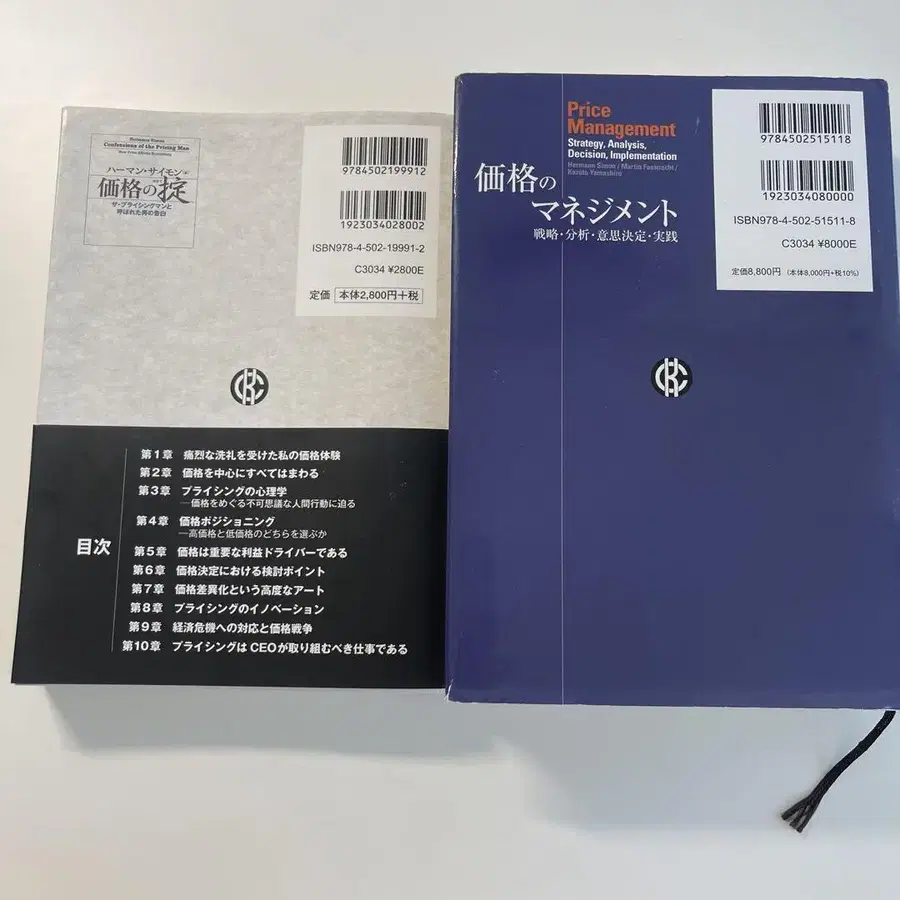 Hermann Simon
Confessions of the Pricing Man
How Price Affects Everything
ハーマン・サイモン 著
価格の掟
ザ・プライシングマンと
呼ばれた男の告白
9784502199912
1923034028002
ISBN978-4-502-19991-2
C3034 ¥2800E
定価 本体2,800円+税
目次
第1章 痛烈な洗礼を受けた私の価格体験
第2章 価格を中心にすべてはまわる
第3章 プライシングの心理学
―価格をめぐる不可思議な人間行動に迫る
第4章 価格ポジショニング
―高価格と低価格のどちらを選ぶか
第5章 価格は重要な利益ドライバーである
第6章 価格決定における検討ポイント
第7章 価格差異化という高度なアート
第8章 プライシングのイノベーション
第9章 経済危機への対応と価格戦争
第10章 プライシングはCEOが取り組むべき仕事である
Price
Management
Strategy, Analysis,
Decision, Implementation
Hermann Simon / Martin Fassnacht /
Kazuto Yamashiro
価格の
マネジメント
戦略・分析・意思決定・実践
9784502515118
1923034080000
ISBN978-4-502-51511-8
C3034 ¥8000E
定価8,800円 (本体8,000円+税10%)